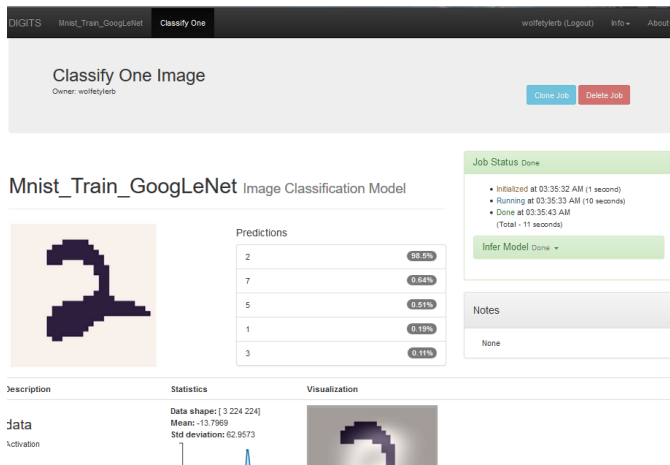 DIGITS Mnist_Train_GoogLeNet Classify One wolfetylerb (Logout) Info About
Classify One Image
Owner: wolfetylerb
Clone Job Delete Job
Mnist_Train_GoogLeNet Image Classification Model
Job Status Done
Initialized at 03:35:32 AM (1 second)
Running at 03:35:33 AM (10 seconds)
Done at 03:35:43 AM
(Total - 11 seconds)
Infer Model Done
Notes
None
2
Predictions
2 98.5%
7 0.64%
5 0.51%
1 0.19%
3 0.11%
Description Statistics Visualization
data
Activation
Data shape: [ 3 224 224]
Mean: -13.7969
Std deviation: 62.9573